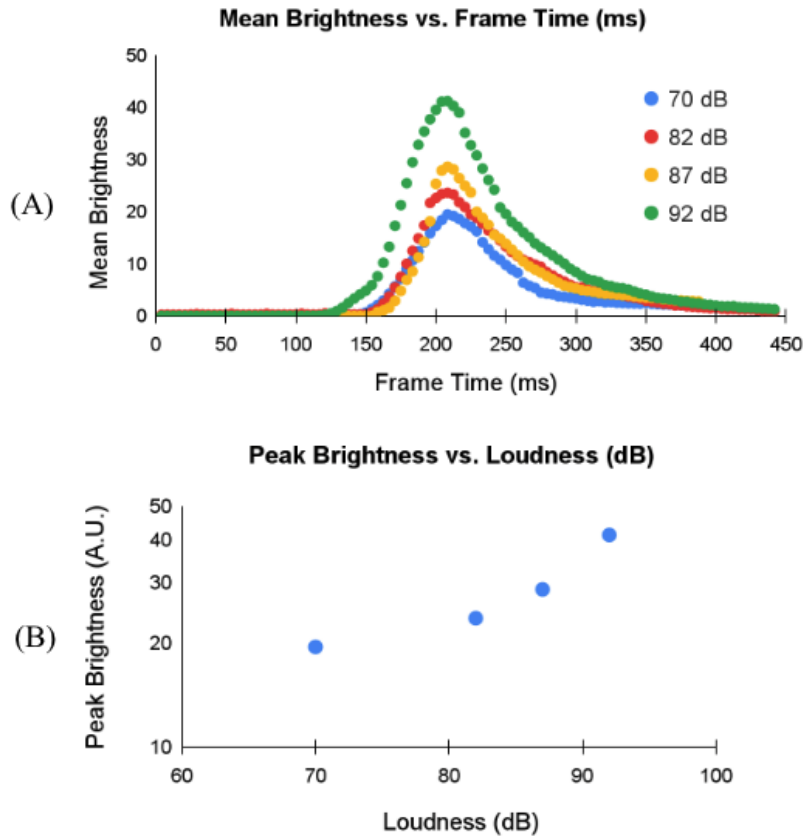 Mean Brightness vs. Frame Time (ms)
(A)
Mean Brightness
50
40
30
20
10
0
70 dB
82 dB
87 dB
92 dB
0 50 100 150 200 250 300 350 400 450
Frame Time (ms)
Peak Brightness vs. Loudness (dB)
(B)
Peak Brightness (A.U.)
50
40
30
20
10
60 70 80 90 100
Loudness (dB)